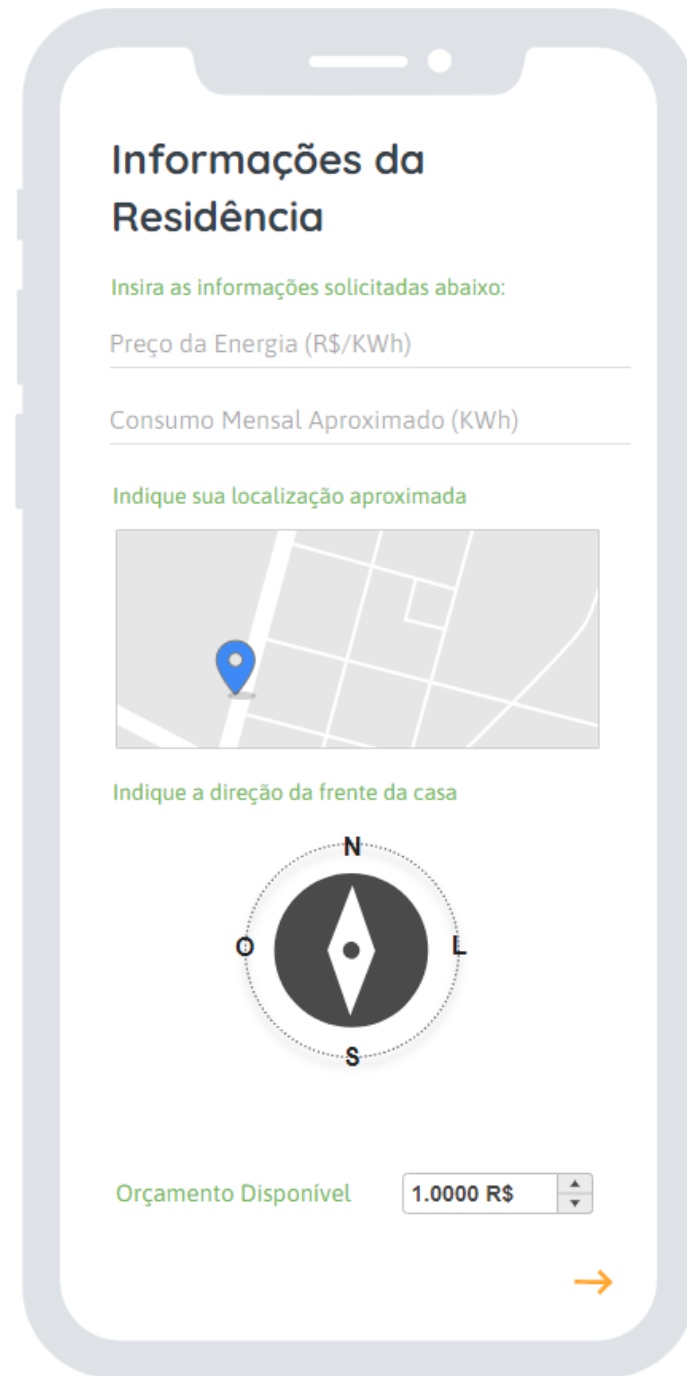 Informações da
Residência
Insira as informações solicitadas abaixo:
Preço da Energia (R$/KWh)
Consumo Mensal Aproximado (KWh)
Indique sua localização aproximada
Indique a direção da frente da casa
N
O L
S
Orçamento Disponível 1.0000 R$